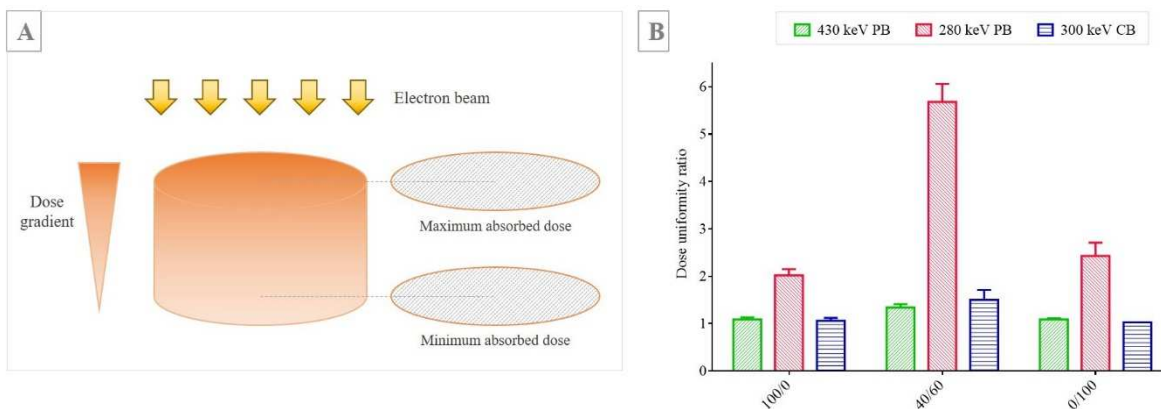 A
Electron beam
Dose
gradient
Maximum absorbed dose
Minimum absorbed dose
B
430 keV PB
280 keV PB
300 keV CB
Dose uniformity ratio
6
5
4
3
2
1
0
100/0
40/60
0/100